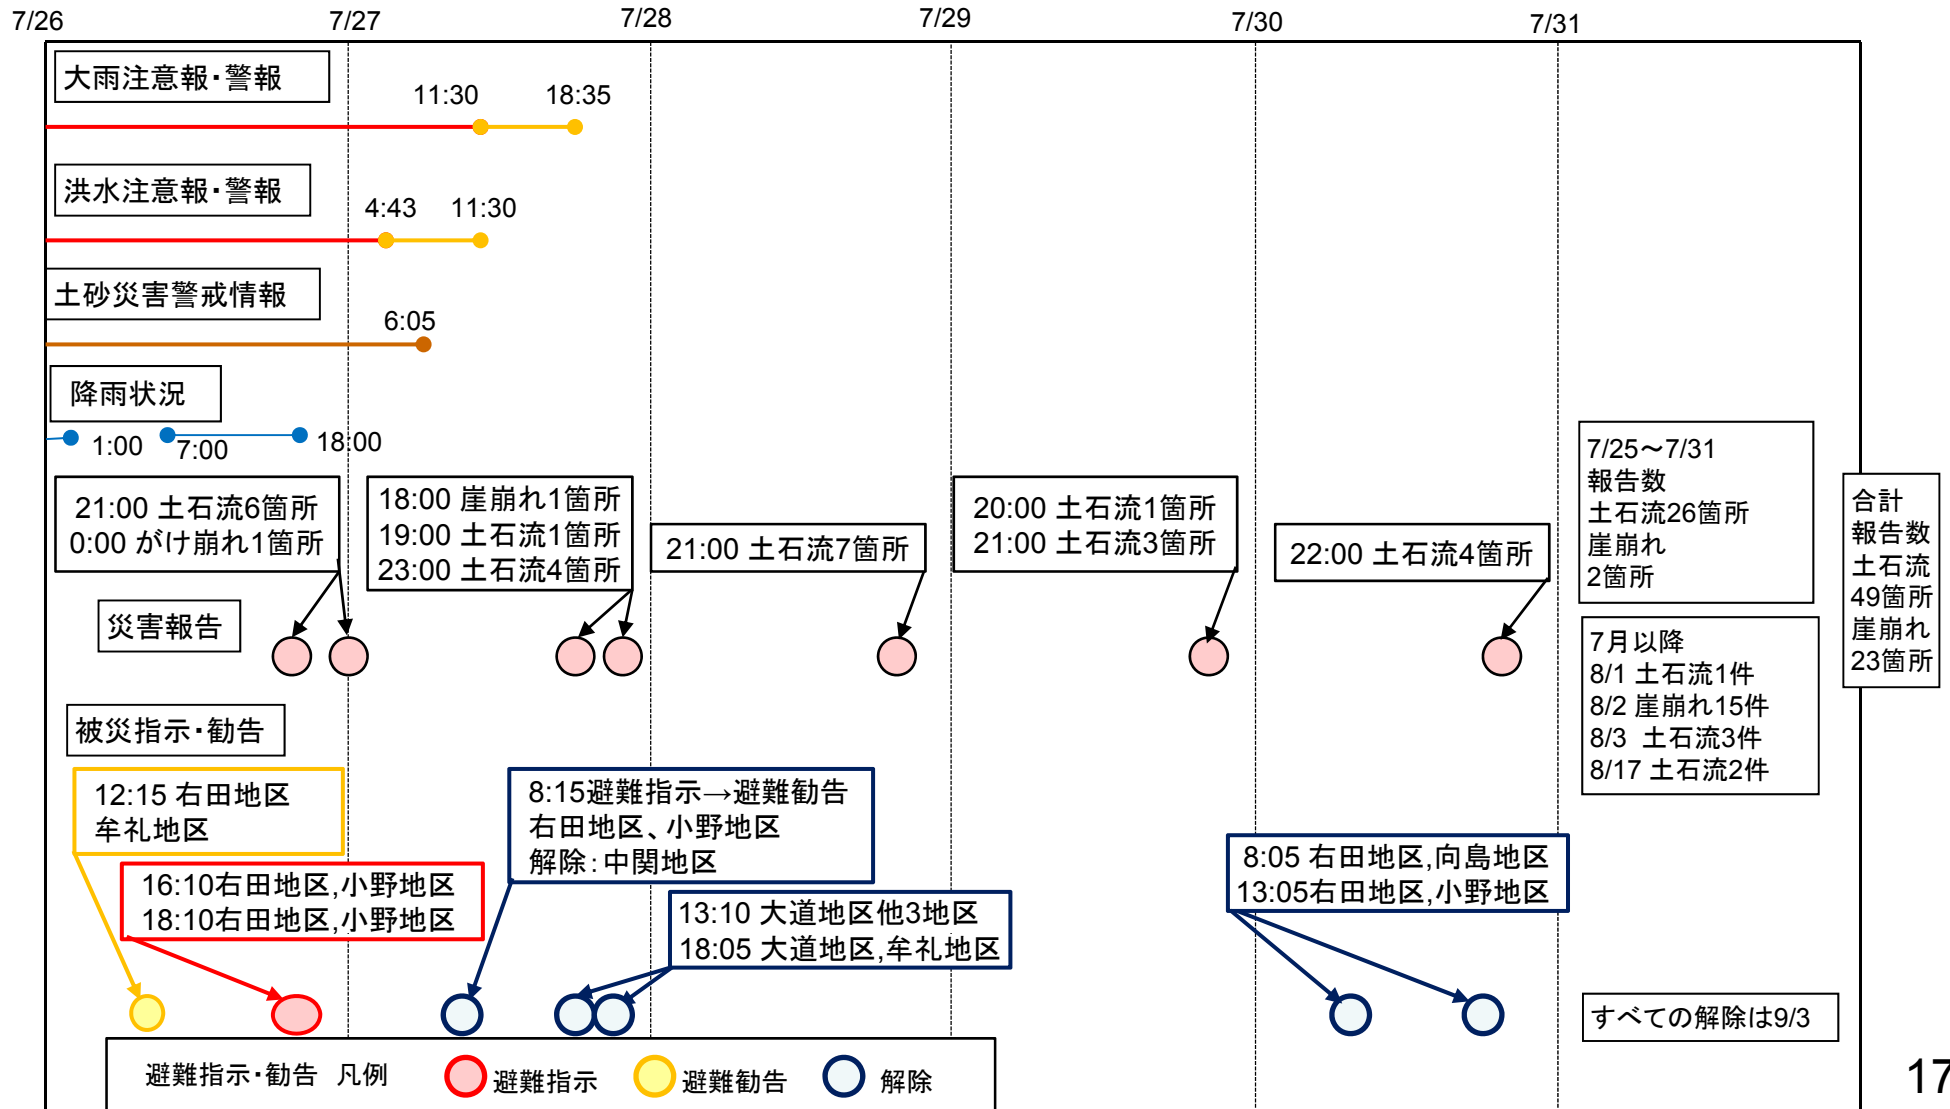 7/26
7/27
7/28
7/29
7/30
7/31
大雨注意報・警報
11:30
18:35
洪水注意報・警報
4:43
11:30
土砂災害警戒情報
6:05
降雨状況
1:00
7:00
18:00
21:00 土石流6箇所
0:00 がけ崩れ1箇所
18:00 崖崩れ1箇所
19:00 土石流1箇所
23:00 土石流4箇所
21:00 土石流7箇所
20:00 土石流1箇所
21:00 土石流3箇所
22:00 土石流4箇所
7/25～7/31
報告数
土石流26箇所
崖崩れ
2箇所
合計
報告数
土石流
49箇所
崖崩れ
23箇所
災害報告
7月以降
8/1 土石流1件
8/2 崖崩れ15件
8/3 土石流3件
8/17 土石流2件
被災指示・勧告
12:15 右田地区
牟礼地区
16:10右田地区,小野地区
18:10右田地区,小野地区
8:15避難指示→避難勧告
右田地区、小野地区
解除：中関地区
13:10 大道地区他3地区
18:05 大道地区,牟礼地区
8:05 右田地区,向島地区
13:05右田地区,小野地区
すべての解除は9/3
避難指示・勧告 凡例
避難指示
避難勧告
解除
17